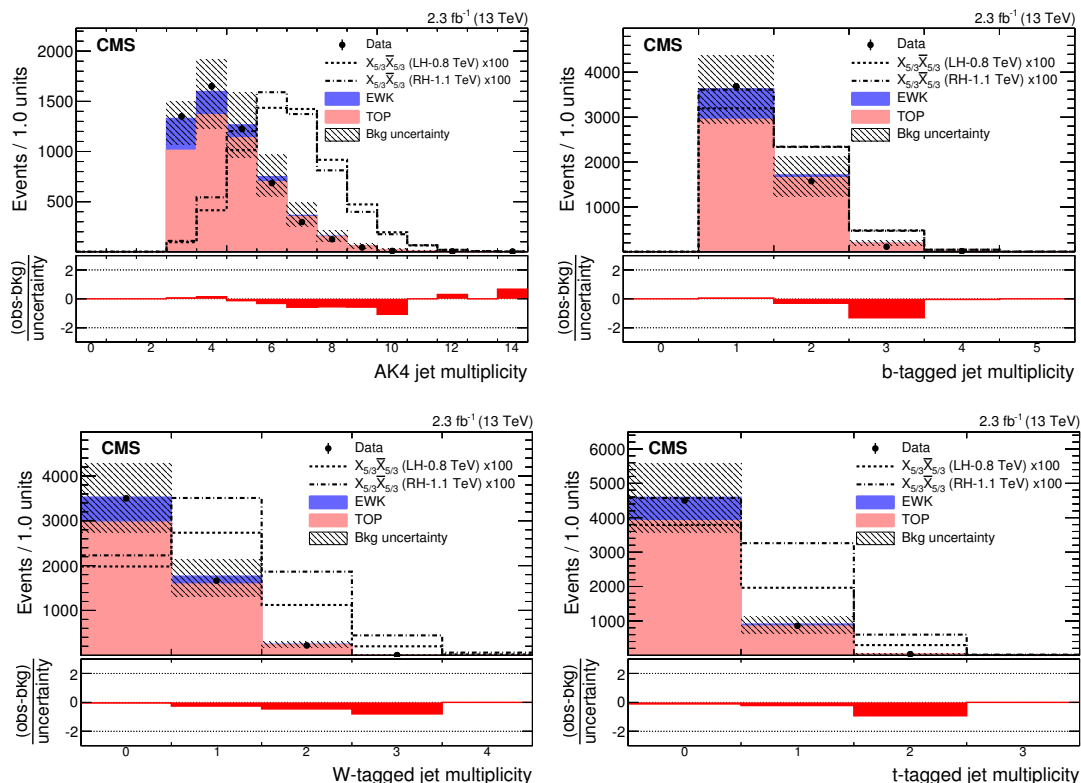 2.3 fb⁻¹ (13 TeV)
CMS
Data
X₅/₃X̅₅/₃ (LH-0.8 TeV) x100
X₅/₃X̅₅/₃ (RH-1.1 TeV) x100
EWK
TOP
Bkg uncertainty
Events / 1.0 units
2000
1500
1000
500
(obs-bkg)
uncertainty
2
0
-2
0 2 4 6 8 10 12 14
AK4 jet multiplicity
2.3 fb⁻¹ (13 TeV)
CMS
Data
X₅/₃X̅₅/₃ (LH-0.8 TeV) x100
X₅/₃X̅₅/₃ (RH-1.1 TeV) x100
EWK
TOP
Bkg uncertainty
Events / 1.0 units
4000
3000
2000
1000
(obs-bkg)
uncertainty
2
0
-2
0 1 2 3 4 5
b-tagged jet multiplicity
2.3 fb⁻¹ (13 TeV)
CMS
Data
X₅/₃X̅₅/₃ (LH-0.8 TeV) x100
X₅/₃X̅₅/₃ (RH-1.1 TeV) x100
EWK
TOP
Bkg uncertainty
Events / 1.0 units
4000
3000
2000
1000
(obs-bkg)
uncertainty
2
0
-2
0 1 2 3 4
W-tagged jet multiplicity
2.3 fb⁻¹ (13 TeV)
CMS
Data
X₅/₃X̅₅/₃ (LH-0.8 TeV) x100
X₅/₃X̅₅/₃ (RH-1.1 TeV) x100
EWK
TOP
Bkg uncertainty
Events / 1.0 units
6000
5000
4000
3000
2000
1000
(obs-bkg)
uncertainty
2
0
-2
0 1 2 3
t-tagged jet multiplicity